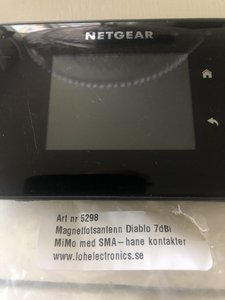 NETGEAR
Art nr 5298
Magnetfotsantenn Diablo 7dBi
MiMo med SMA-hane kontakter
www.lohelectronics.se